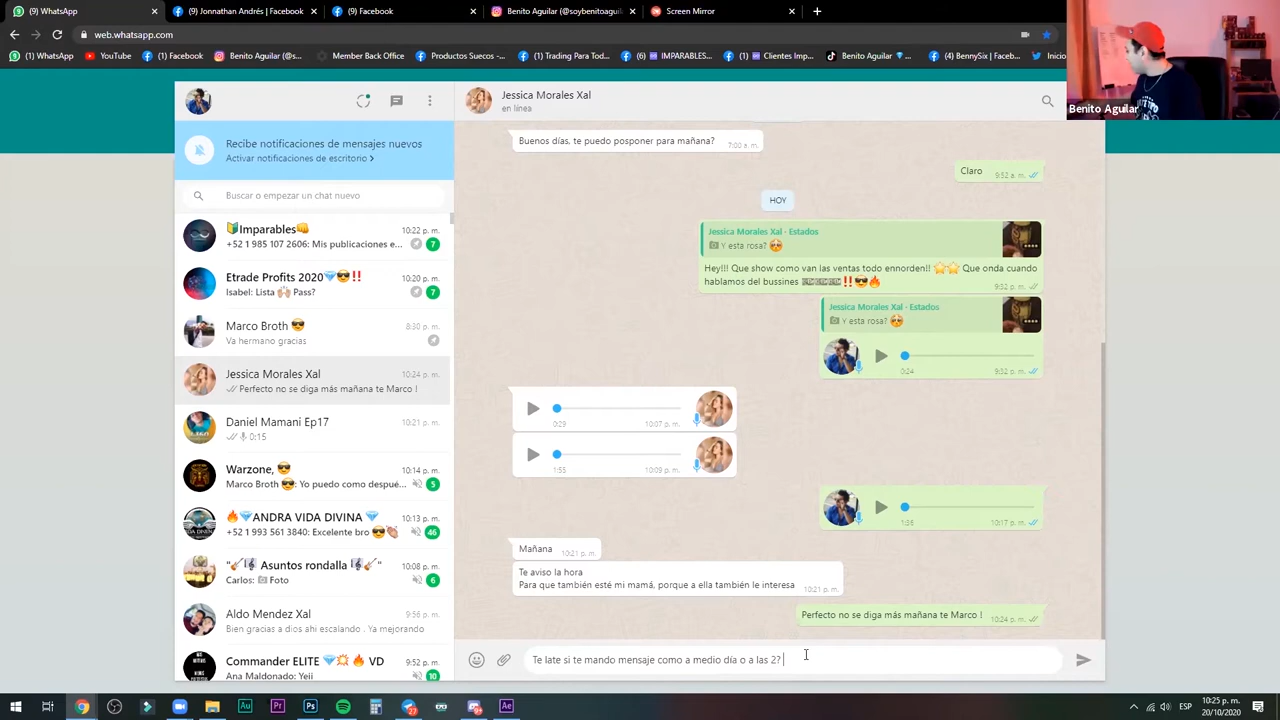 (9) WhatsApp
(9) Jonathan Andrés | Facebook
(9) Facebook
Benito Aguilar (@soybenitoaguila
Screen Mirror
web.whatsapp.com
(1) WhatsApp
YouTube
(1) Facebook
Benito Aguilar (@s...
Member Book Office
Productos Suecos -...
(1) Trading Para Tod...
(6) IMPARABLES...
(1) Clientes Imp...
Benito Aguilar
(4) BennySix | Faceb...
Inicio
Benito Aguilar
Recibe notificaciones de mensajes nuevos
Activar notificaciones de escritorio >
Buscar o empezar un chat nuevo
Imparables
10:22 p. m.
+52 1 985 107 2606: Mis publicaciones e...
7
Etrade Profits 2020
10:20 p. m.
Isabel: Lista Pass?
7
Marco Broth
8:30 p. m.
Va hermano gracias
Jessica Morales Xal
10:24 p. m.
Perfecto no se diga más mañana te Marco !
Daniel Mamani Ep17
10:21 p. m.
0:15
Warzone,
10:14 p. m.
Marco Broth : Yo puedo como despue...
5
ANDRA VIDA DIVINA
10:13 p. m.
+52 1 993 561 3840: Excelente bro
46
" Asuntos rondalla "
10:08 p. m.
Carlos: Foto
6
Aldo Mendez Xal
9:56 p. m.
Bien gracias a dios ahi escalando . Ya mejorando
Commander ELITE VD
9:52 p. m.
Ana Maldonado: Yeii
10
Jessica Morales Xal
en línea
Buenos días, te puedo posponer para mañana?
7:00 a. m.
Claro
9:52 a. m.
HOY
Jessica Morales Xal · Estados
Y esta rosa?
Hey!!! Que show como van las ventas todo ennorden!! Que onda cuando
hablamos del bussines !!
9:32 p. m.
Jessica Morales Xal · Estados
Y esta rosa?
0:24
9:32 p. m.
0:29
10:07 p. m.
1:55
10:09 p. m.
1:36
10:17 p. m.
Mañana
10:21 p. m.
Te aviso la hora
Para que también esté mi mamá, porque a ella también le interesa
10:21 p. m.
Perfecto no se diga más mañana te Marco !
10:24 p. m.
Te late si te mando mensaje como a medio día o a las 2?
Au
Pr
Ps
27
Ae
ESP
10:25 p. m.
20/10/2020